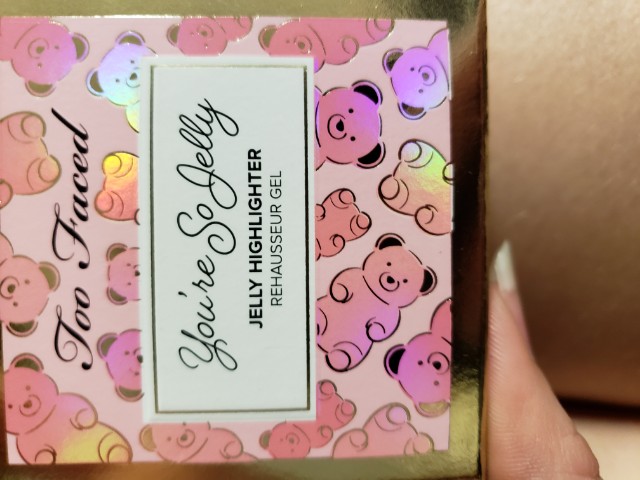 Too Faced
You're So Jelly
JELLY HIGHLIGHTER
REHAUSSEUR GEL